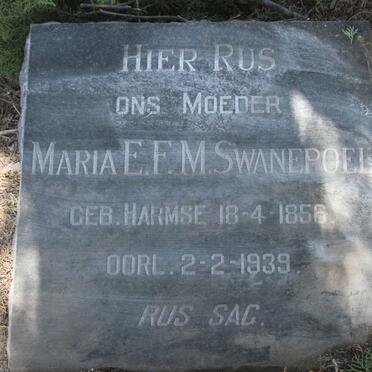 HIER RUS
ONS MOEDER
MARIA E.F.M. SWANEPOEL
GEB. HARMSE 18-4-1856.
OORL. 2-2-1939.
RUS SAG.